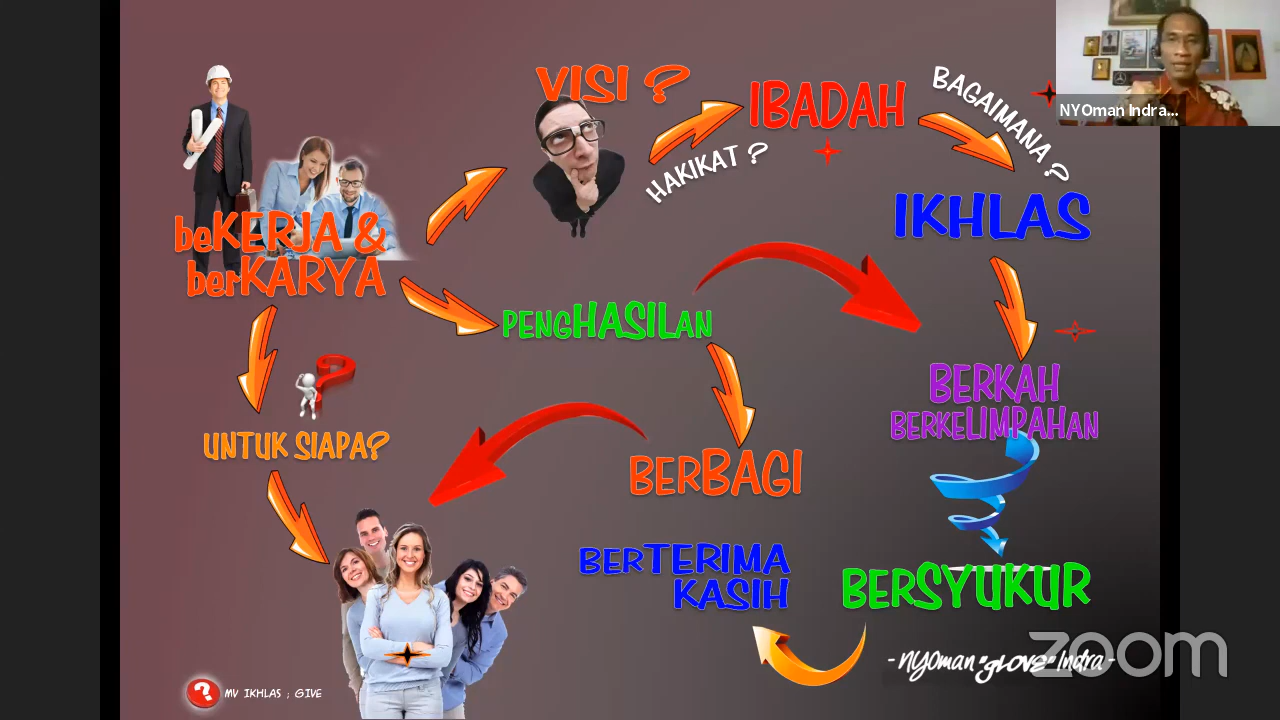 VISI ?
IBADAH
BAGAIMANA ?
NYOman Indra...
HAKIKAT ?
IKHLAS
beKERJA &
berKARYA
PENGHASILAN
BERKAH
BERKELIMPAHAN
UNTUK SIAPA?
BERBAGI
BERTERIMA
KASIH
BERSYUKUR
- NYOman "gLOVE" Indra -
zoom
? MV IKHLAS ; GIVE